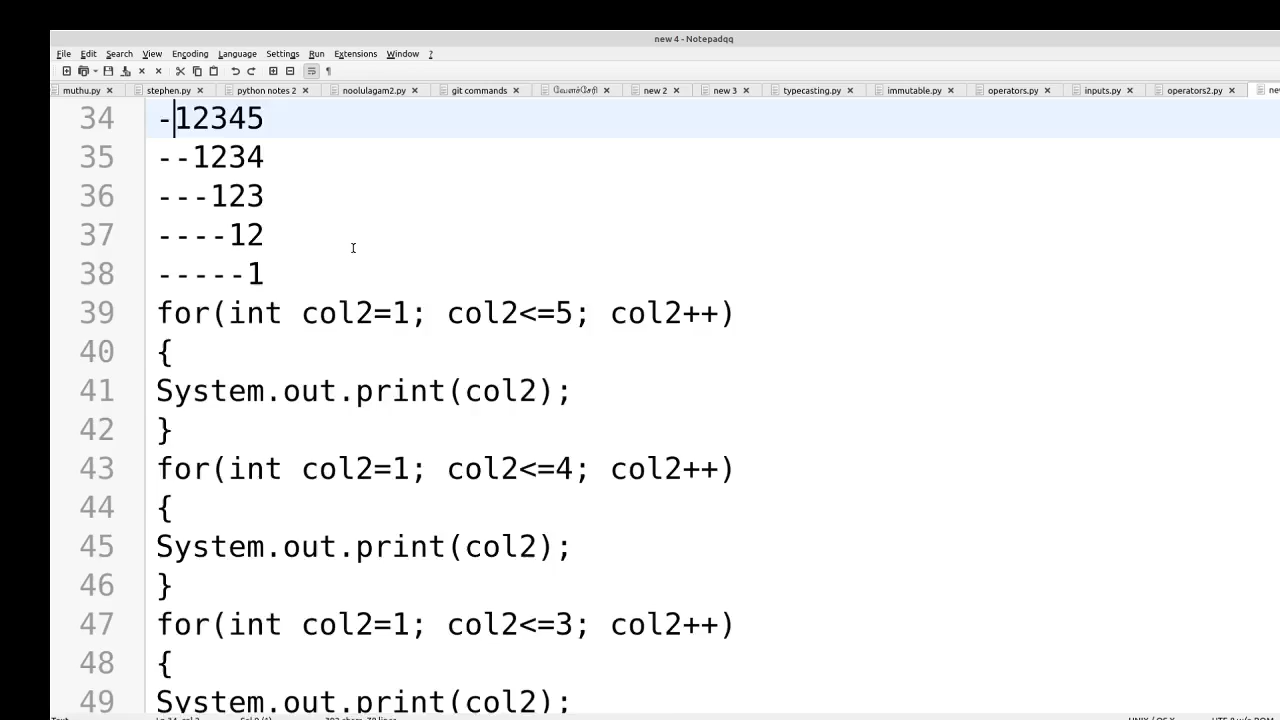 new 4 - Notepadqq
File Edit Search View Encoding Language Settings Run Extensions Window ?
muthu.py stephen.py python notes 2 noolulagam2.py git commands வேளச்சேரி new 2 new 3 typecasting.py immutable.py operators.py inputs.py operators2.py
34 -12345
35 --1234
36 ---123
37 ----12
38 -----1
39 for(int col2=1; col2<=5; col2++)
40 {
41 System.out.print(col2);
42 }
43 for(int col2=1; col2<=4; col2++)
44 {
45 System.out.print(col2);
46 }
47 for(int col2=1; col2<=3; col2++)
48 {
49 System.out.print(col2);